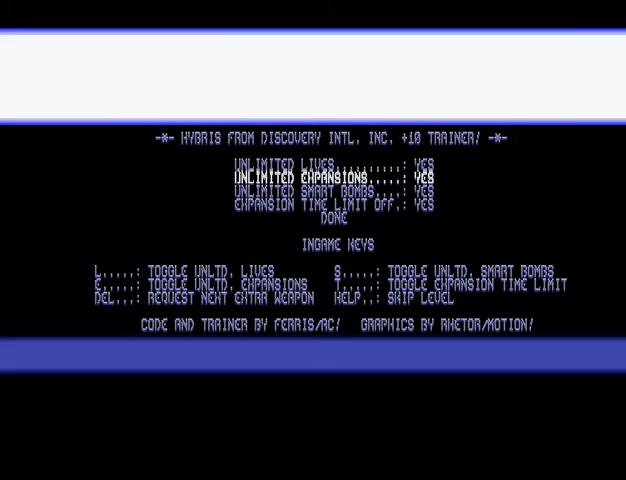 -*- HYBRIS FROM DISCOVERY INTL. INC. +10 TRAINER! -*-
UNLIMITED LIVES..........: YES
UNLIMITED EXPANSIONS.....: YES
UNLIMITED SMART BOMBS....: YES
EXPANSION TIME LIMIT OFF.: YES
DONE
INGAME KEYS
L.....: TOGGLE UNLTD. LIVES S.....: TOGGLE UNLTD. SMART BOMBS
E.....: TOGGLE UNLTD. EXPANSIONS T.....: TOGGLE EXPANSION TIME LIMIT
DEL...: REQUEST NEXT EXTRA WEAPON HELP..: SKIP LEVEL
CODE AND TRAINER BY FERRIS/AC! GRAPHICS BY RHETOR/MOTION!